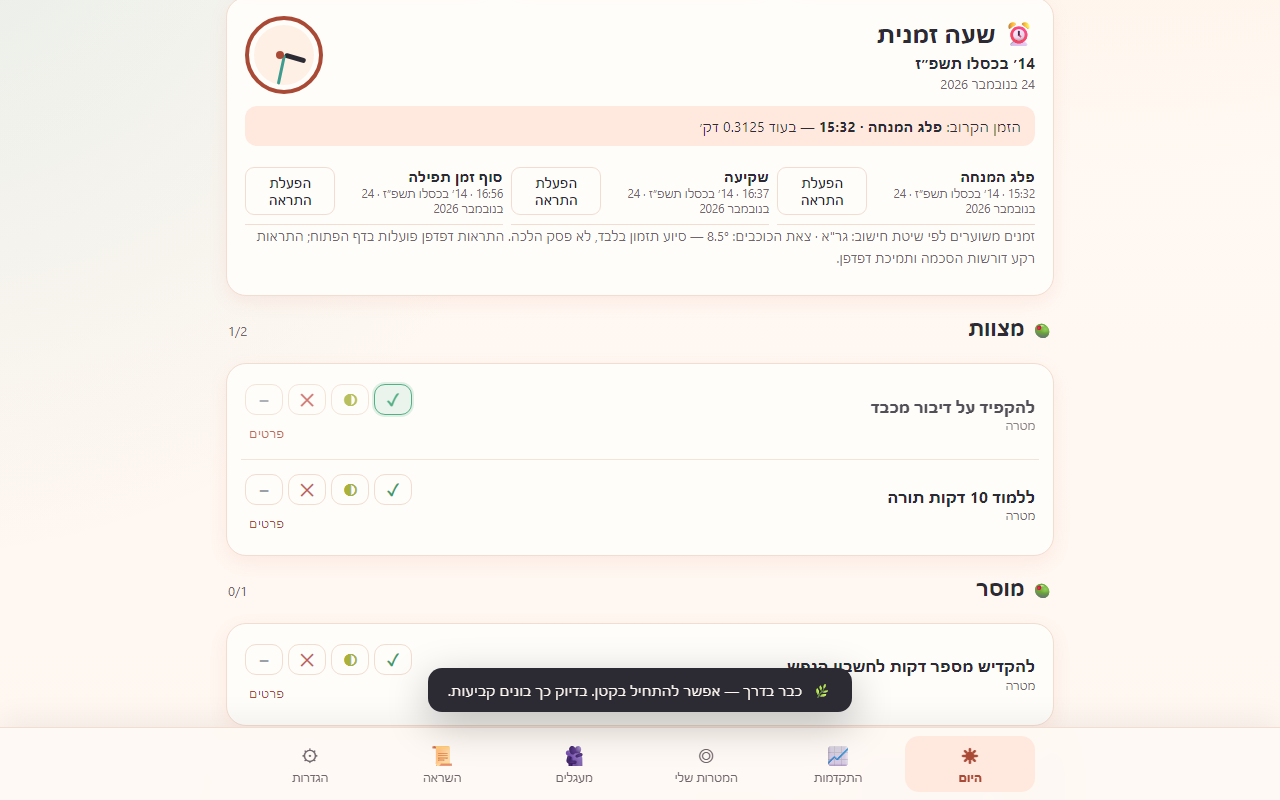 שעה זמנית
14׳ בכסלו תשפ״ז
24 בנובמבר 2026
הזמן הקרוב: פלג המנחה · 15:32 — בעוד 0.3125 דק׳
פלג המנחה
15:32 · 14׳ בכסלו תשפ״ז · 24
בנובמבר 2026
הפעלת
התראה
שקיעה
16:37 · 14׳ בכסלו תשפ״ז · 24
בנובמבר 2026
הפעלת
התראה
סוף זמן תפילה
16:56 · 14׳ בכסלו תשפ״ז · 24
בנובמבר 2026
הפעלת
התראה
זמנים משוערים לפי שיטת חישוב: גר"א · צאת הכוכבים: 8.5° — סיוע תזמון בלבד, לא פסק הלכה. התראות דפדפן פועלות בדף הפתוח; התראות
רקע דורשות הסכמה ותמיכת דפדפן.
מצוות
1/2
להקפיד על דיבור מכבד
מטרה
פרטים
ללמוד 10 דקות תורה
מטרה
פרטים
מוסר
0/1
להקדיש מספר דקות לחשבון הנפש
מטרה
פרטים
כבר בדרך — אפשר להתחיל בקטן. בדיוק כך בונים קביעות.
היום
התקדמות
המטרות שלי
מעגלים
השראה
הגדרות